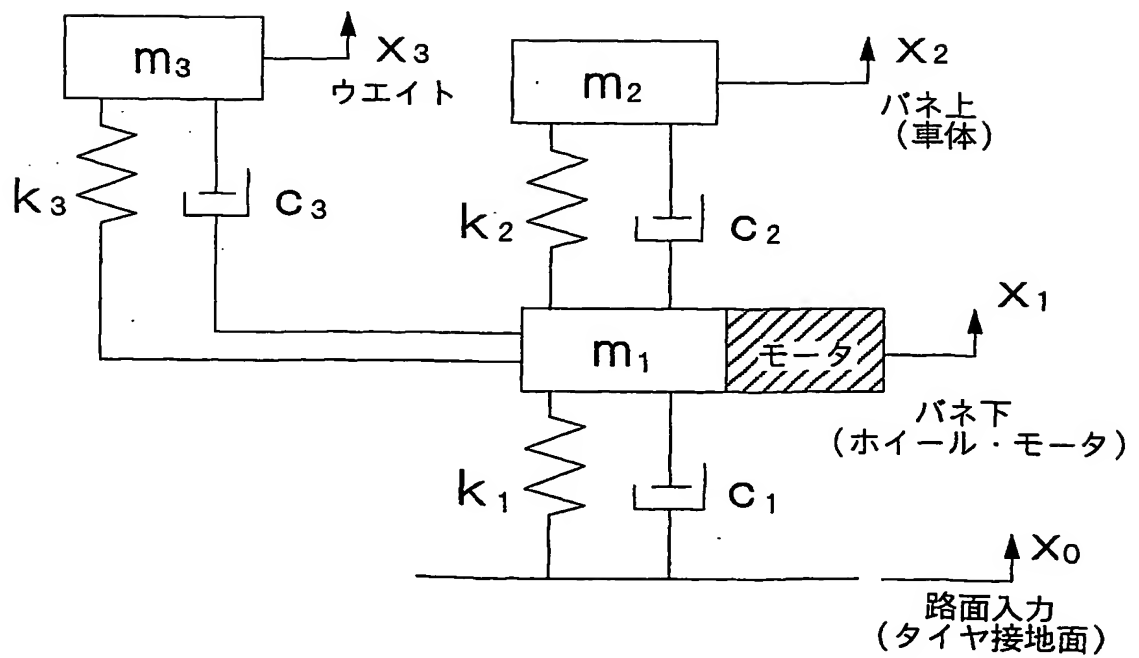 m₃
X₃
ウエイト
m₂
X₂
バネ上
(車体)
k₃
c₃
k₂
c₂
X₁
m₁
モータ
バネ下
(ホイール・モータ)
k₁
c₁
X₀
路面入力
(タイヤ接地面)